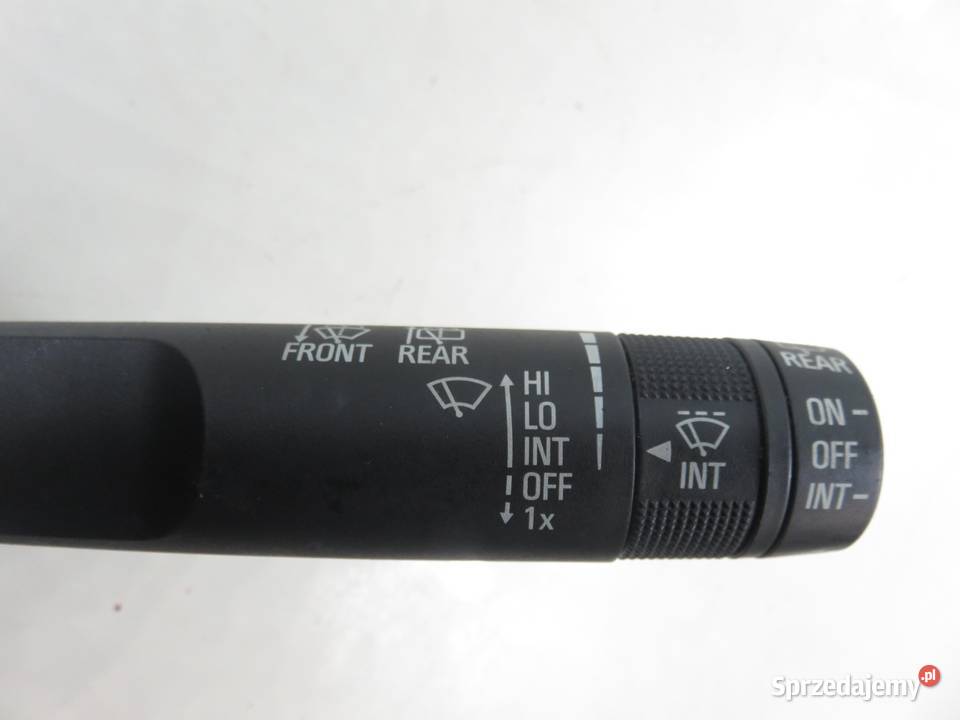 FRONT REAR
HI
LO
INT
OFF
1x
INT
REAR
ON -
OFF
INT -
Sprzedajemy.pl